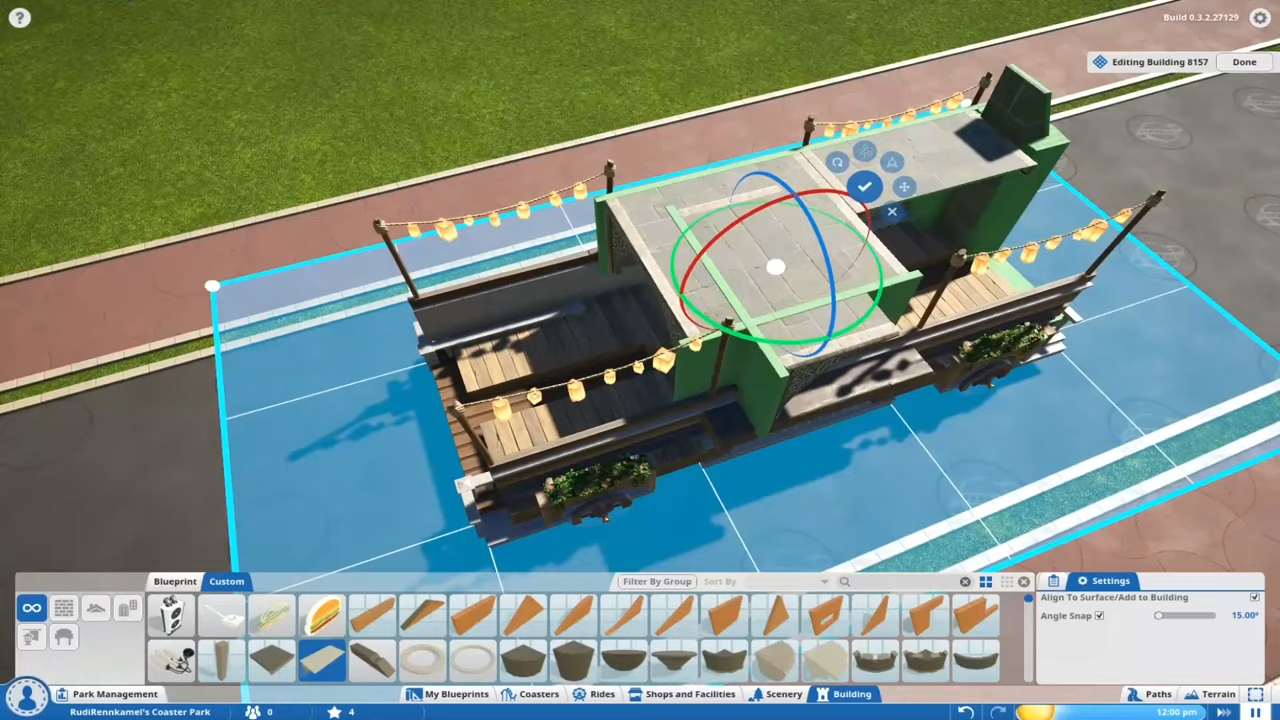 ?
Build 0.3.2.27129
Editing Building 8157
Done
Blueprint
Custom
Filter By Group
Sort By
Settings
Align To Surface/Add to Building
Angle Snap
15.00°
Park Management
My Blueprints
Coasters
Rides
Shops and Facilities
Scenery
Building
Paths
Terrain
RudiRennkamel's Coaster Park
0
4
12:00 pm